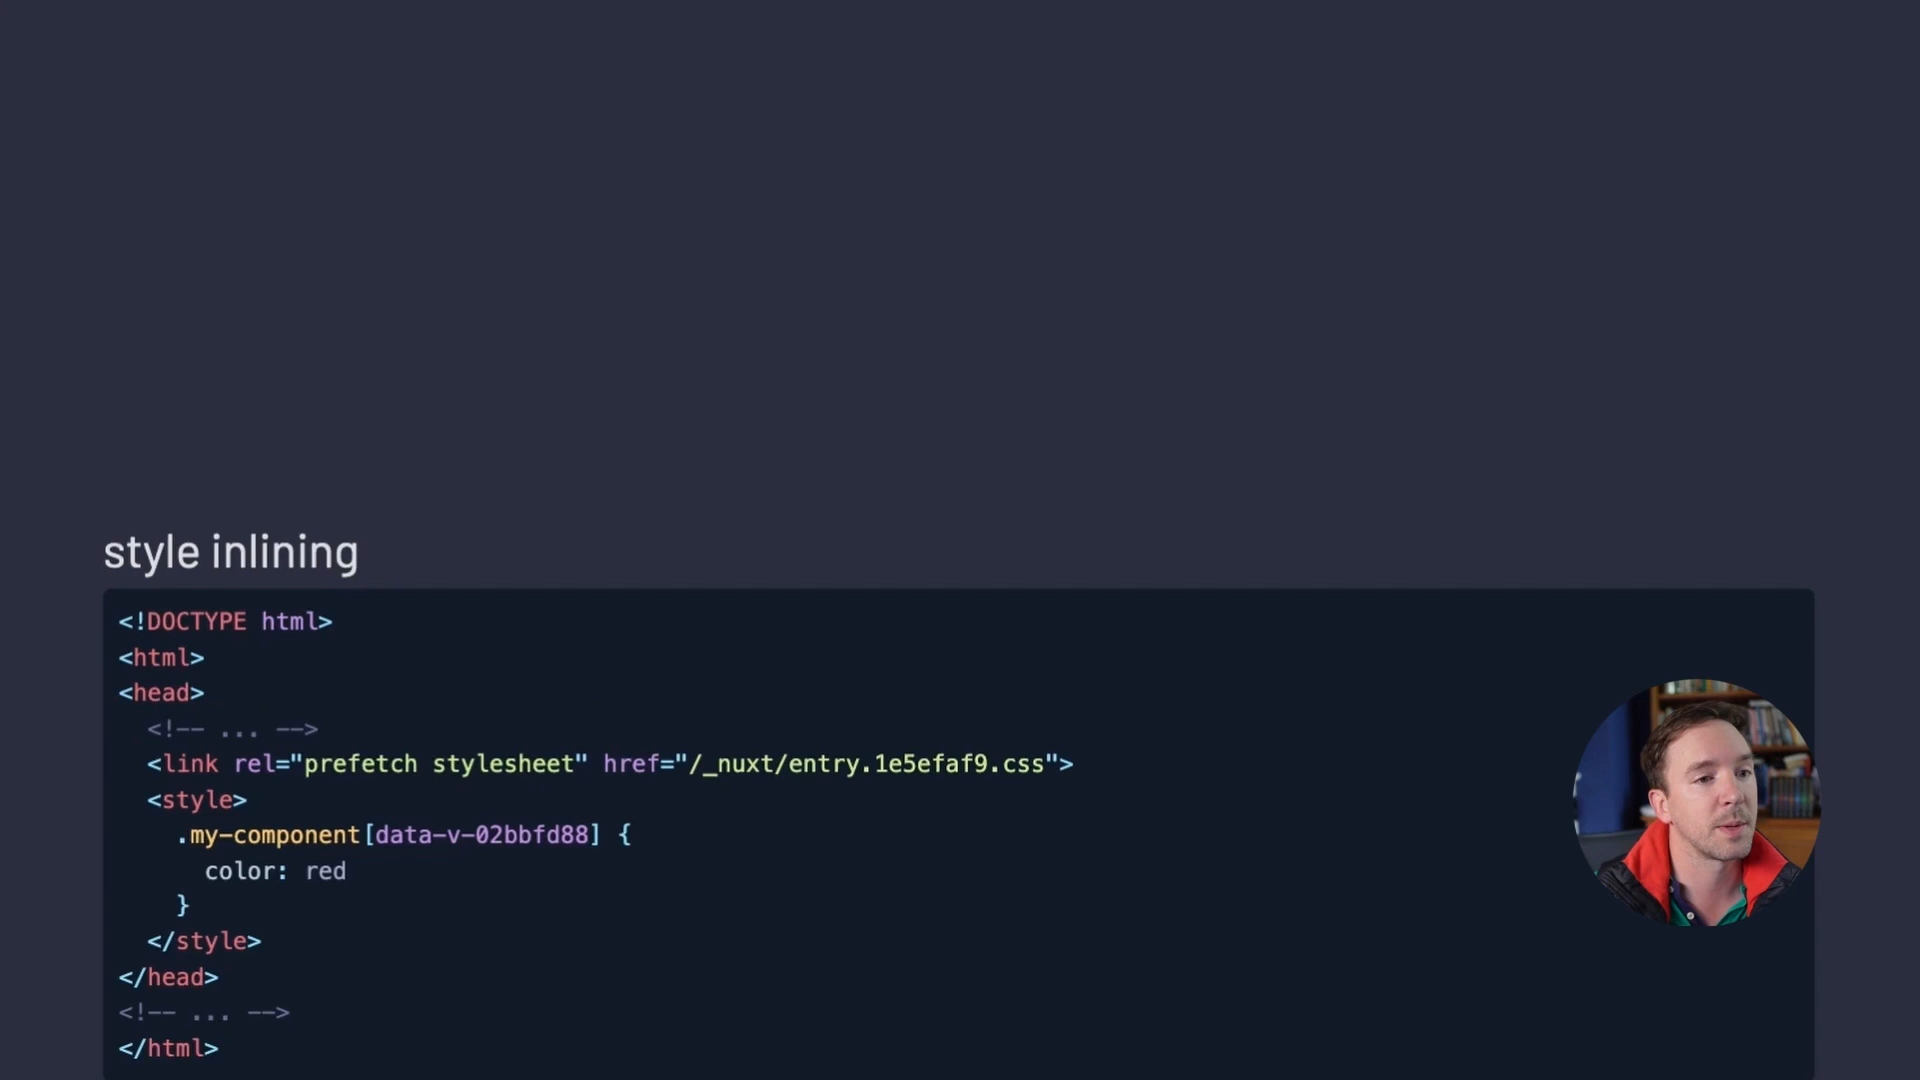 style inlining
<!DOCTYPE html>
<html>
<head>
  <!-- ... -->
  <link rel="prefetch stylesheet" href="/_nuxt/entry.1e5efaf9.css">
  <style>
    .my-component[data-v-02bbfd88] {
      color: red
    }
  </style>
</head>
<!-- ... -->
</html>